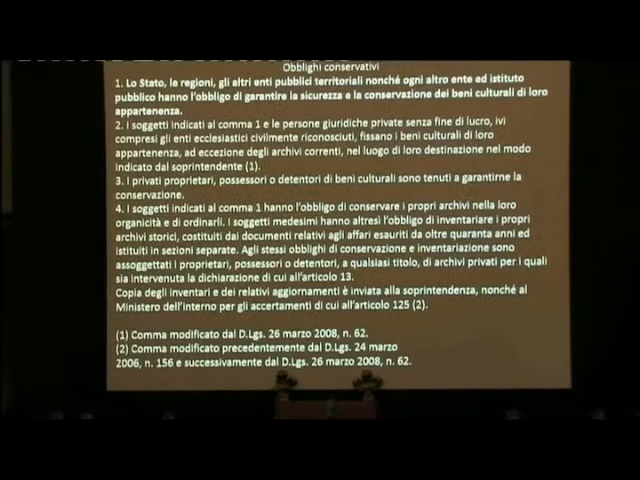 Obblighi conservativi
1. Lo Stato, le regioni, gli altri enti pubblici territoriali nonché ogni altro ente ed istituto
pubblico hanno l'obbligo di garantire la sicurezza e la conservazione dei beni culturali di loro
appartenenza.
2. I soggetti indicati al comma 1 e le persone giuridiche private senza fine di lucro, ivi
compresi gli enti ecclesiastici civilmente riconosciuti, fissano i beni culturali di loro
appartenenza, ad eccezione degli archivi correnti, nel luogo di loro destinazione nel modo
indicato dal soprintendente (1).
3. I privati proprietari, possessori o detentori di beni culturali sono tenuti a garantirne la
conservazione.
4. I soggetti indicati al comma 1 hanno l'obbligo di conservare i propri archivi nella loro
organicità e di ordinarli. I soggetti medesimi hanno altresì l'obbligo di inventariare i propri
archivi storici, costituiti dai documenti relativi agli affari esauriti da oltre quaranta anni ed
istituiti in sezioni separate. Agli stessi obblighi di conservazione e inventariazione sono
assoggettati i proprietari, possessori o detentori, a qualsiasi titolo, di archivi privati per i quali
sia intervenuta la dichiarazione di cui all'articolo 13.
Copia degli inventari e dei relativi aggiornamenti è inviata alla soprintendenza, nonché al
Ministero dell'interno per gli accertamenti di cui all'articolo 125 (2).
(1) Comma modificato dal D.Lgs. 26 marzo 2008, n. 62.
(2) Comma modificato precedentemente dal D.Lgs. 24 marzo
2006, n. 156 e successivamente dal D.Lgs. 26 marzo 2008, n. 62.